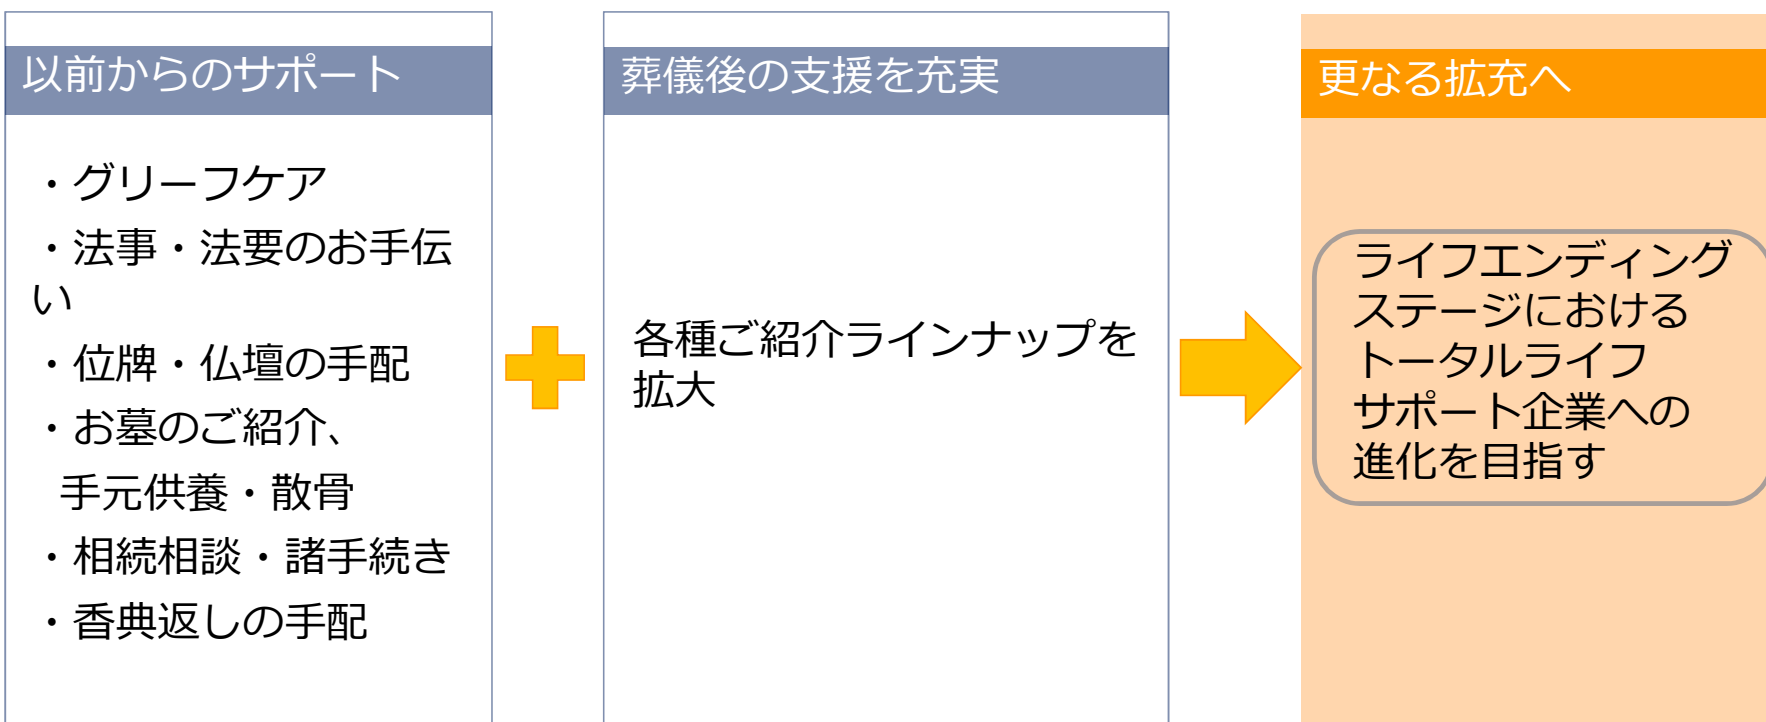 以前からのサポート
・グリーフケア
・法事・法要のお手伝
い
・位牌・仏壇の手配
・お墓のご紹介、
手元供養・散骨
・相続相談・諸手続き
・香典返しの手配
葬儀後の支援を充実
各種ご紹介ラインナップを
拡大
更なる拡充へ
ライフエンディング
ステージにおける
トータルライフ
サポート企業への
進化を目指す